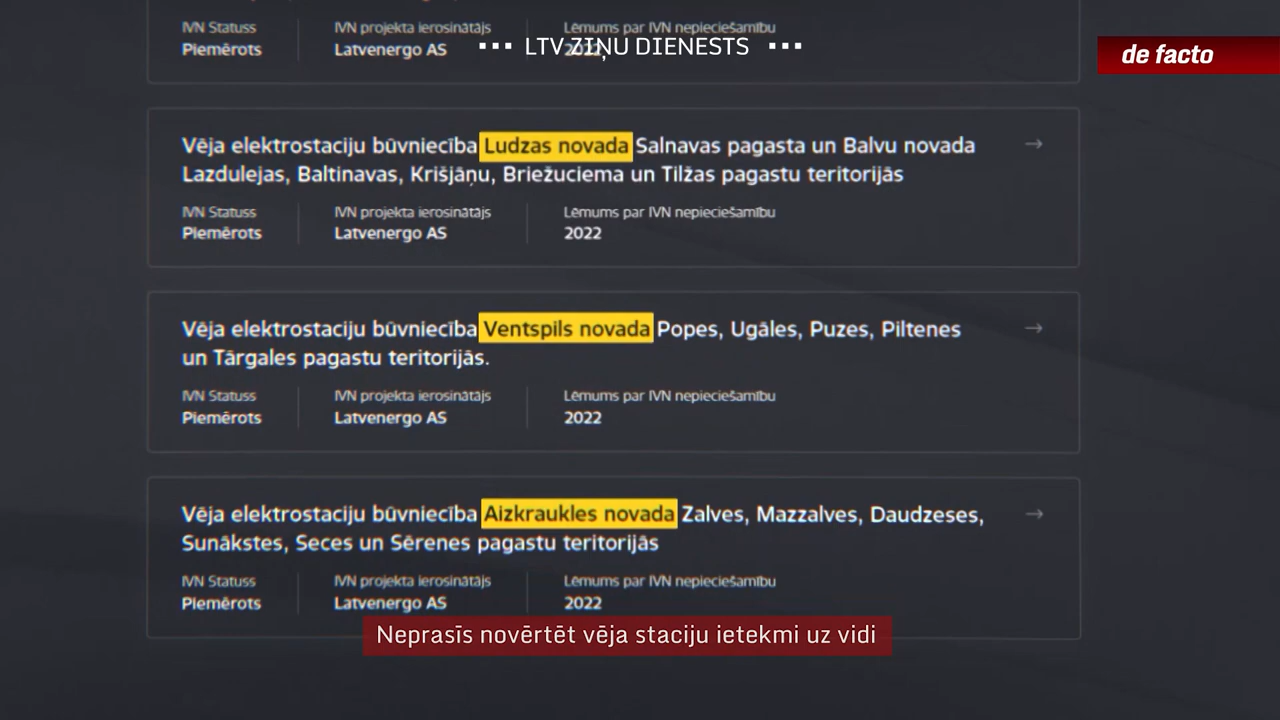 IVN Statuss IVN projekta ierosinātājs Lēmums par IVN nepieciešamību
Piemērots Latvenergo AS 2022
▪▪▪ LTV ZIŅU DIENESTS ▪▪▪
de facto
Vēja elektrostaciju būvniecība Ludzas novada Salnavas pagasta un Balvu novada →
Lazdulejas, Baltinavas, Krišjāņu, Briežuciema un Tilžas pagastu teritorijās
IVN Statuss IVN projekta ierosinātājs Lēmums par IVN nepieciešamību
Piemērots Latvenergo AS 2022
Vēja elektrostaciju būvniecība Ventspils novada Popes, Ugāles, Puzes, Piltenes →
un Tārgales pagastu teritorijās.
IVN Statuss IVN projekta ierosinātājs Lēmums par IVN nepieciešamību
Piemērots Latvenergo AS 2022
Vēja elektrostaciju būvniecība Aizkraukles novada Zalves, Mazzalves, Daudzeses, →
Sunākstes, Seces un Sērenes pagastu teritorijās
IVN Statuss IVN projekta ierosinātājs Lēmums par IVN nepieciešamību
Piemērots Latvenergo AS 2022
Neprasīs novērtēt vēja staciju ietekmi uz vidi